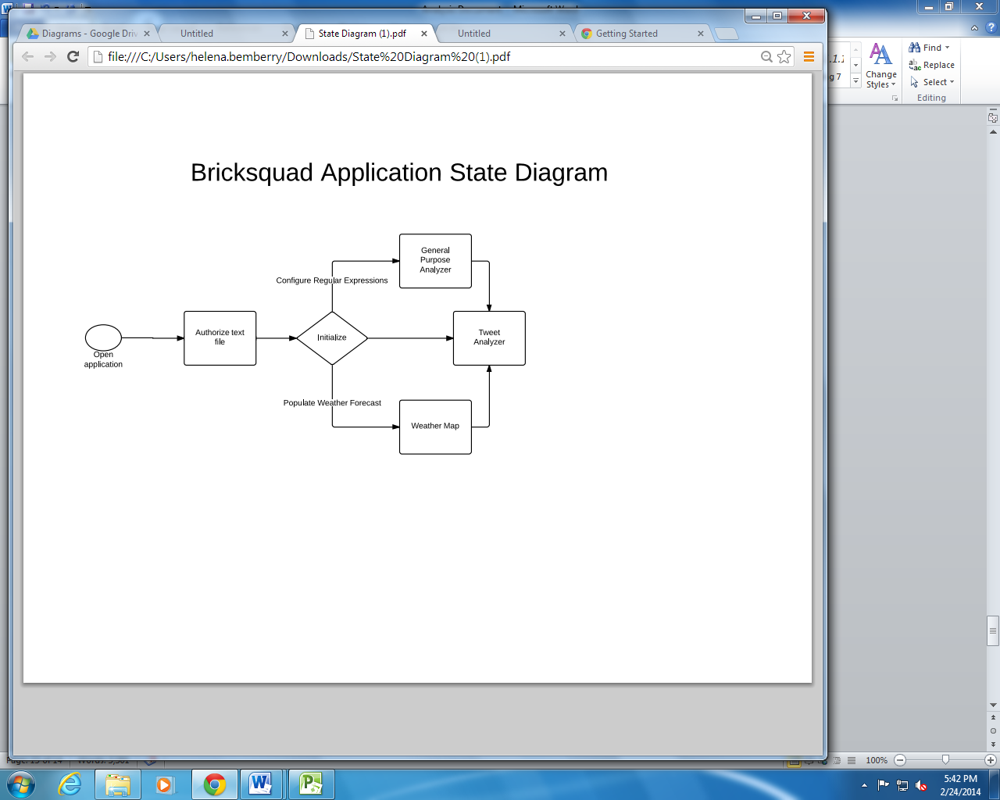 Diagrams - Google Driv
Untitled
State Diagram (1).pdf
Untitled
Getting Started
file:///C:/Users/helena.bemberry/Downloads/State%20Diagram%20(1).pdf
Find
Replace
Select
Change
Styles
g 7
Editing
Bricksquad Application State Diagram
General
Purpose
Analyzer
Configure Regular Expressions
Authorize text
file
Initialize
Tweet
Analyzer
Open
application
Populate Weather Forecast
Weather Map
100%
5:42 PM
2/24/2014